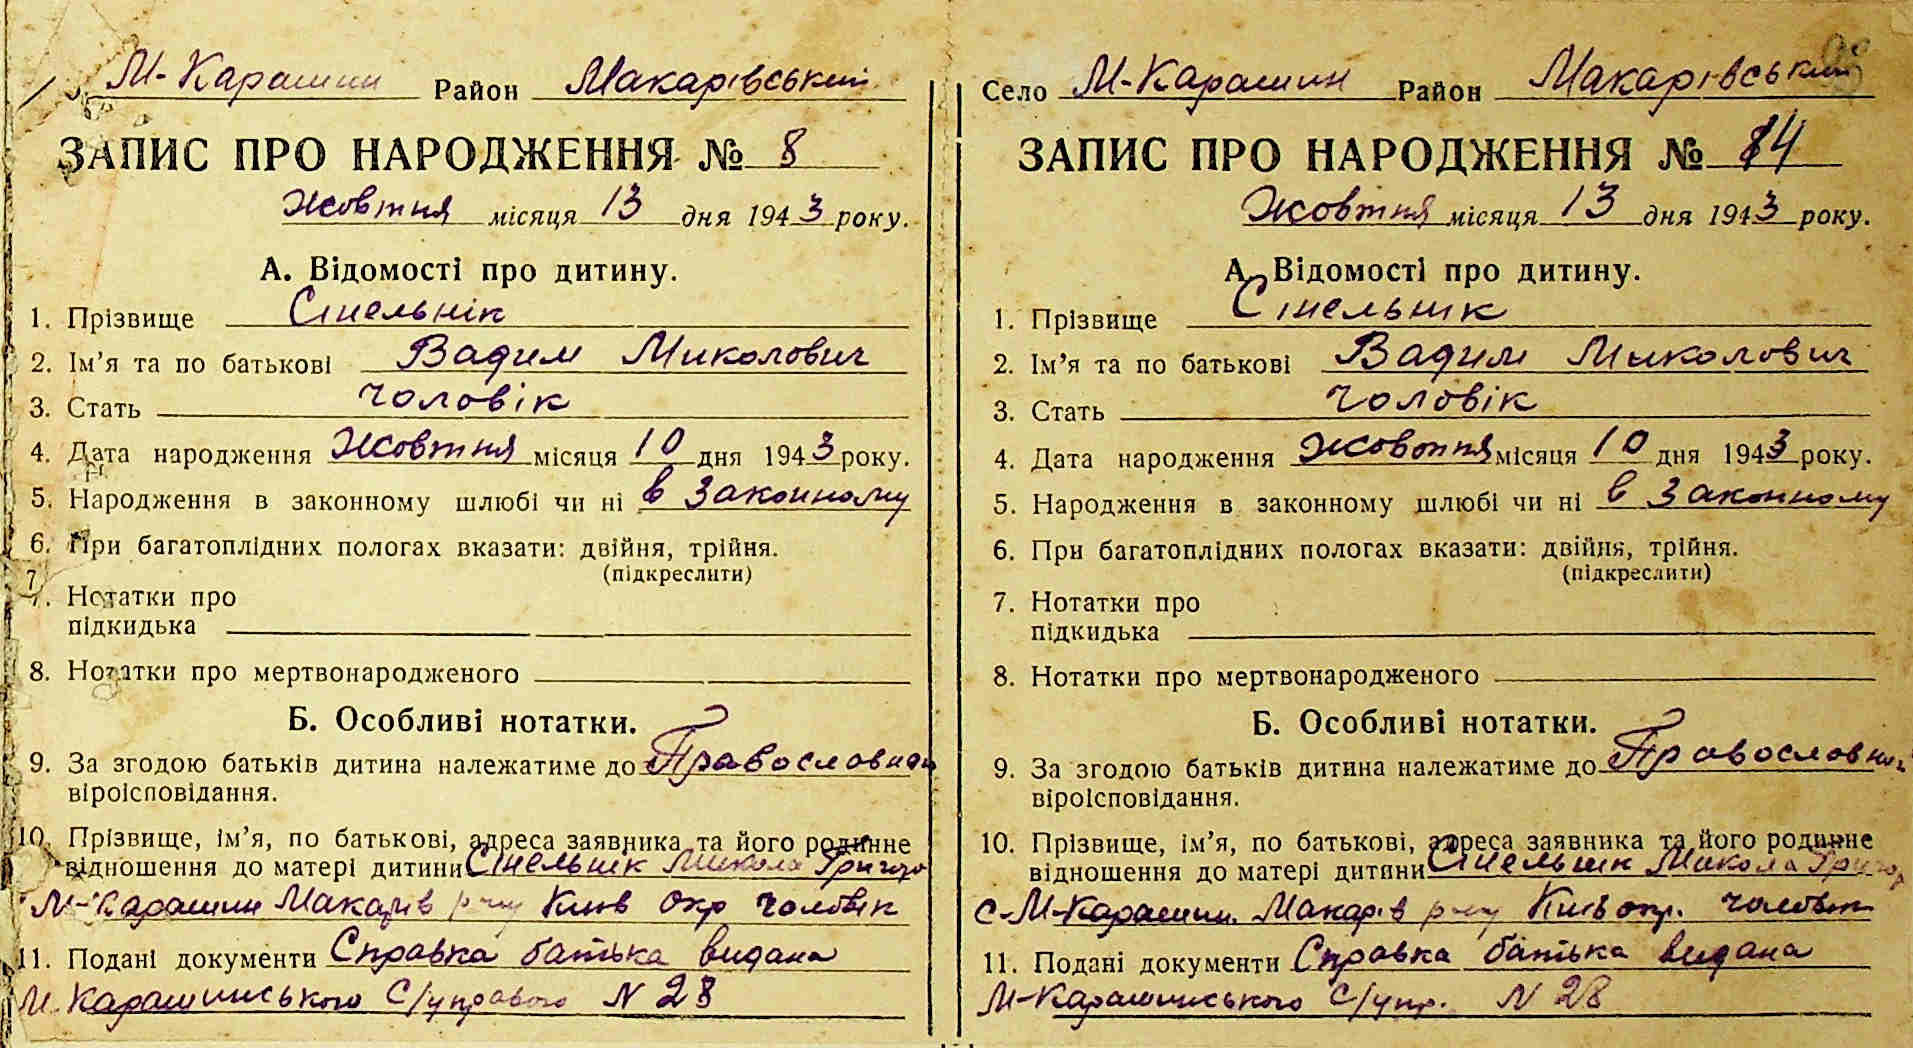 М-Карашин Район Макарівський
ЗАПИС ПРО НАРОДЖЕННЯ № 8
Жовтня місяця 13 дня 1943 року.
А. Відомості про дитину.
1. Прізвище Сінельнік
2. Ім’я та по батькові Вадим Миколович
3. Стать чоловік
4. Дата народження Жовтня місяця 10 дня 1943 року.
5. Народження в законному шлюбі чи ні в законному
6. При багатоплідних пологах вказати: двійня, трійня.
(підкреслити)
7. Нотатки про
підкидька
8. Нотатки про мертвонародженого
Б. Особливі нотатки.
9. За згодою батьків дитина належатиме до Православная
віроісповідання.
10. Прізвище, ім’я, по батькові, адреса заявника та його родинне
відношення до матері дитини Сінельнік Микола Григоро
М-Карашин Макарів р-ну Київ окр чоловік
11. Подані документи Справка батька видана
М-Карашинського С/управою N 28
Село М-Карашин Район Макарівський
ЗАПИС ПРО НАРОДЖЕННЯ № 14
Жовтня місяця 13 дня 1943 року.
А. Відомості про дитину.
1. Прізвище Сінельнік
2. Ім’я та по батькові Вадим Миколович
3. Стать чоловік
4. Дата народження Жовтня місяця 10 дня 1943 року.
5. Народження в законному шлюбі чи ні в законному
6. При багатоплідних пологах вказати: двійня, трійня.
(підкреслити)
7. Нотатки про
підкидька
8. Нотатки про мертвонародженого
Б. Особливі нотатки.
9. За згодою батьків дитина належатиме до
віроісповідання.
10. Прізвище, ім’я, по батькові, адреса заявника та його родинне
відношення до матері дитини Сінельнік Микола Григор
с-М-Карашин. Макарів р-ну Київ окр. чоловік
11. Подані документи Справка батька видана
М-Карашинського С/упр. N 28